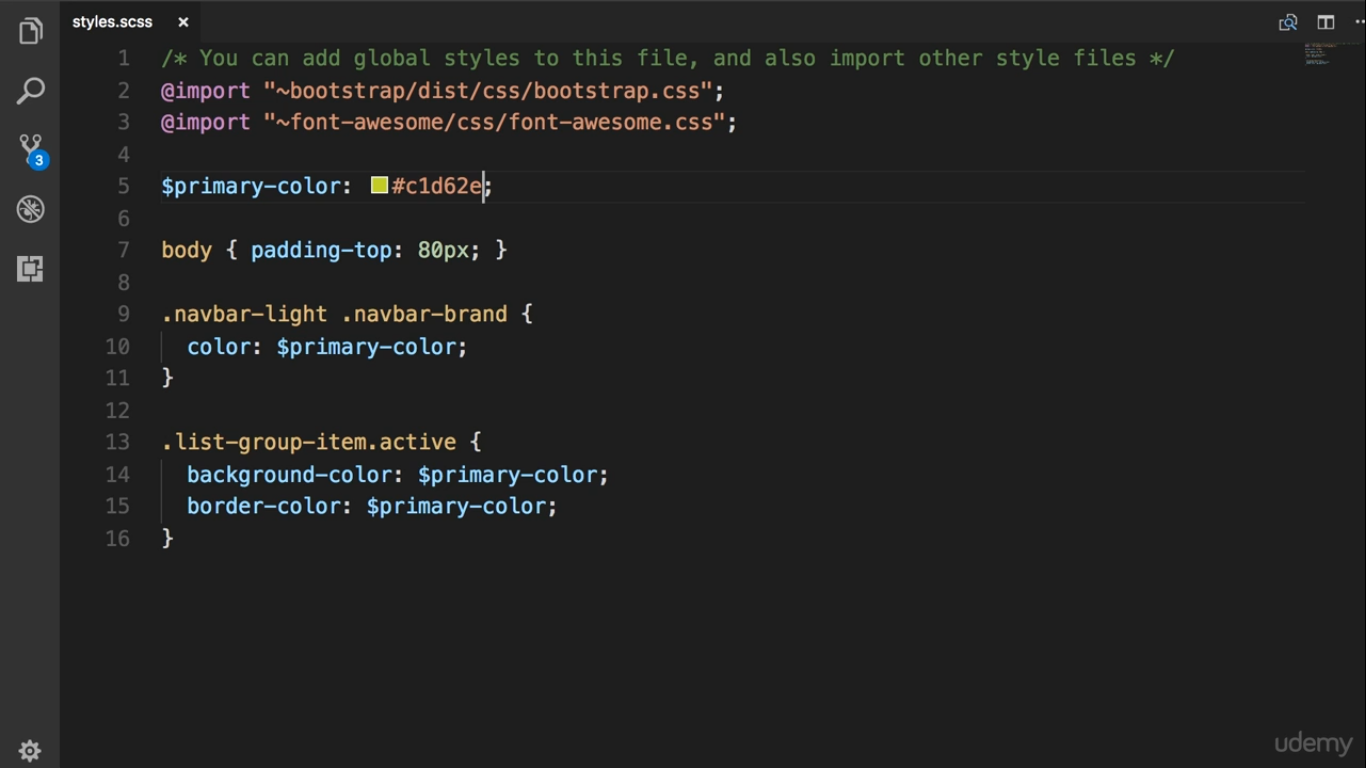 styles.scss ×
1 /* You can add global styles to this file, and also import other style files */
2 @import "~bootstrap/dist/css/bootstrap.css";
3 @import "~font-awesome/css/font-awesome.css";
4
5 $primary-color: #c1d62e;
6
7 body { padding-top: 80px; }
8
9 .navbar-light .navbar-brand {
10   color: $primary-color;
11 }
12
13 .list-group-item.active {
14   background-color: $primary-color;
15   border-color: $primary-color;
16 }
3
udemy